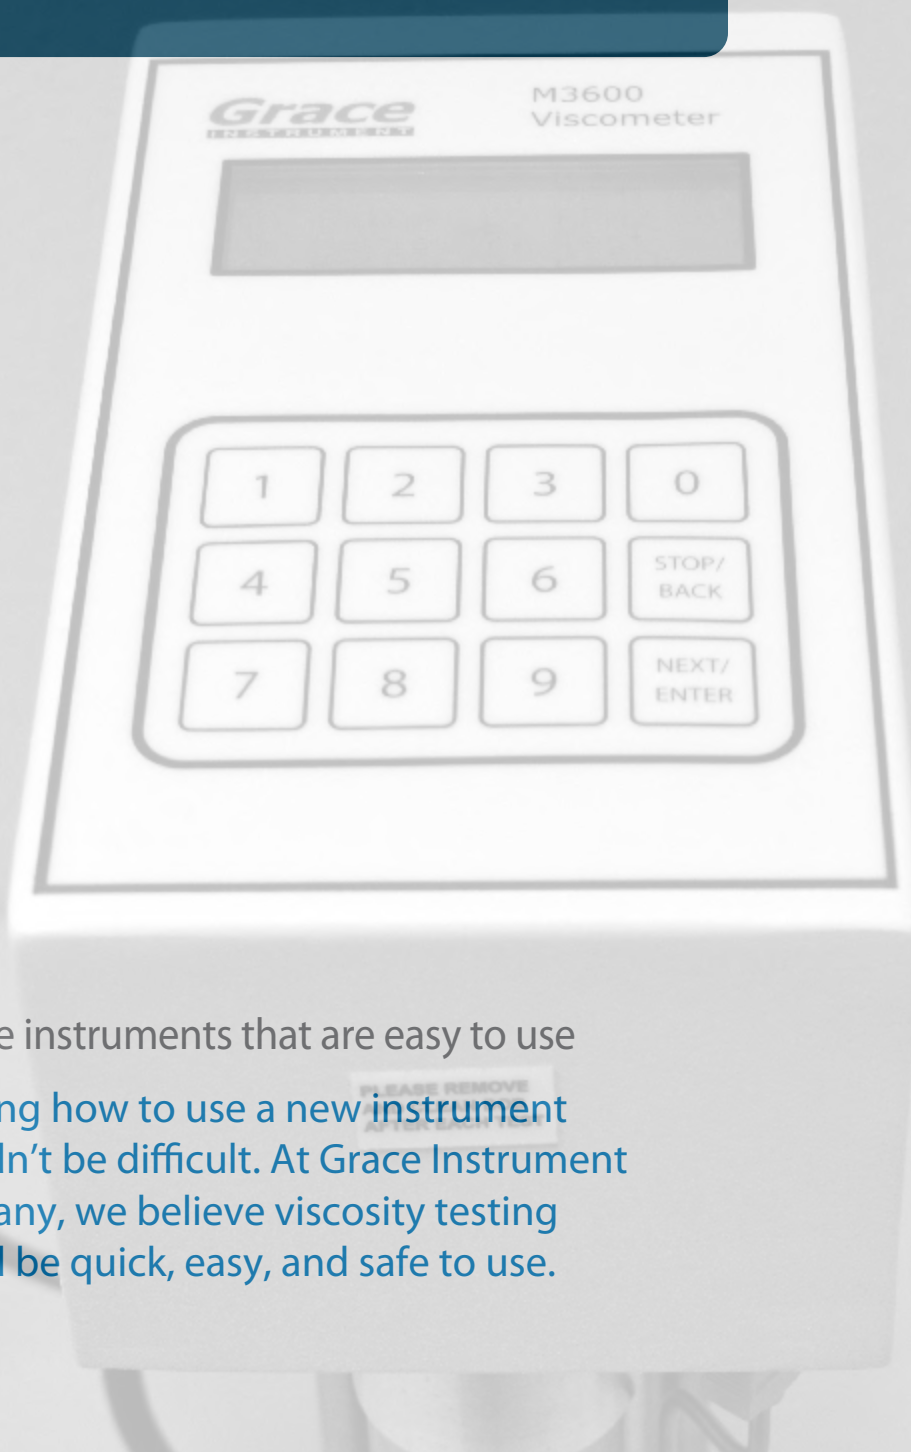 Grace
INSTRUMENT
M3600
Viscometer
1 2 3 0
4 5 6 STOP/
BACK
7 8 9 NEXT/
ENTER
e instruments that are easy to use
PLEASE REMOVE
AFTER EACH TEST
ng how to use a new instrument
ln’t be difficult. At Grace Instrument
any, we believe viscosity testing
l be quick, easy, and safe to use.